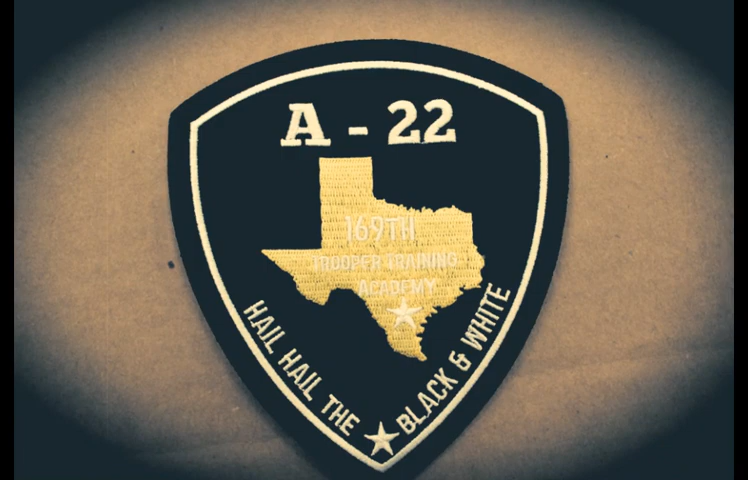 A - 22
169TH
TROOPER TRAINING
ACADEMY
HAIL HAIL THE
BLACK & WHITE